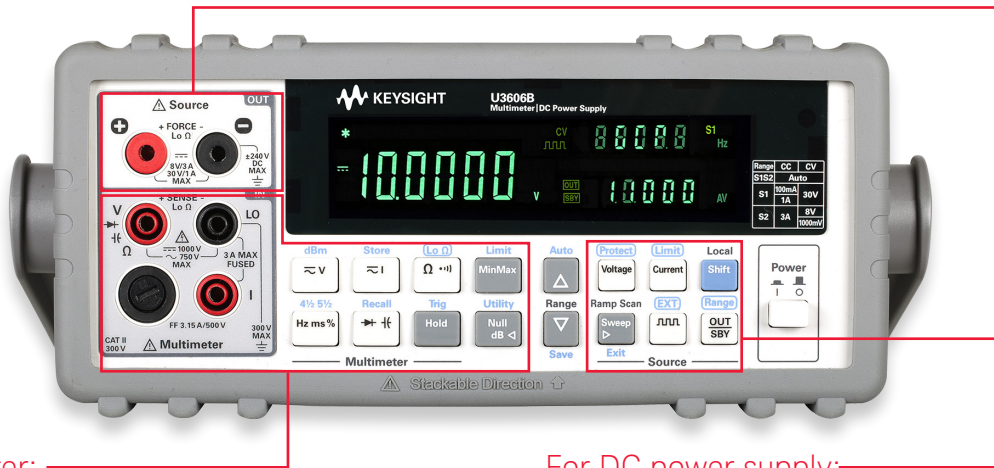 ⚠ Source
OUT
+ FORCE -
Lo Ω
8V/3A
30V/1A
MAX
±240 V
DC
MAX
+ SENSE -
Lo Ω
V
LO
Ω
1000 V
750 V
MAX
3 A MAX
FUSED
I
FF 3.15 A/500 V
CAT II
300 V
⚠ Multimeter
300 V
MAX
KEYSIGHT
U3606B
Multimeter|DC Power Supply
*
CV
S1
Hz
10.0000
V
OUT
SBY
10.000
AV
Range CC CV
S1S2 Auto
S1 100mA 30V
1A
S2 3A 8V
1000mV
dBm Store (Lo Ω) Limit
V I Ω MinMax
4½ 5½ Recall Trig Utility
Hz ms % Hold Null
dB
Multimeter
Auto
Range
Save
Protect Limit Local
Voltage Current Shift
Ramp Scan EXT Range
Sweep OUT
SBY
Exit
Source
Power
I O
⚠ Stackable Direction
For DC power supply: